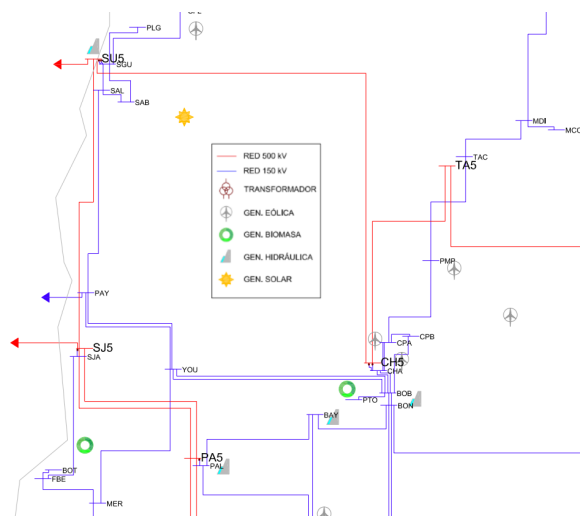 PLG
SU5
SGU
SAL
SAB
MDI
MCC
TAC
TA5
RED 500 kV
RED 150 kV
TRANSFORMADOR
GEN. EÓLICA
GEN. BIOMASA
GEN. HIDRÁULICA
GEN. SOLAR
PMP
PAY
SJ5
SJA
YOU
CPB
CPA
CH5
CHA
BOB
PTO
BON
BAY
PA5
PAL
BOT
FBE
MER